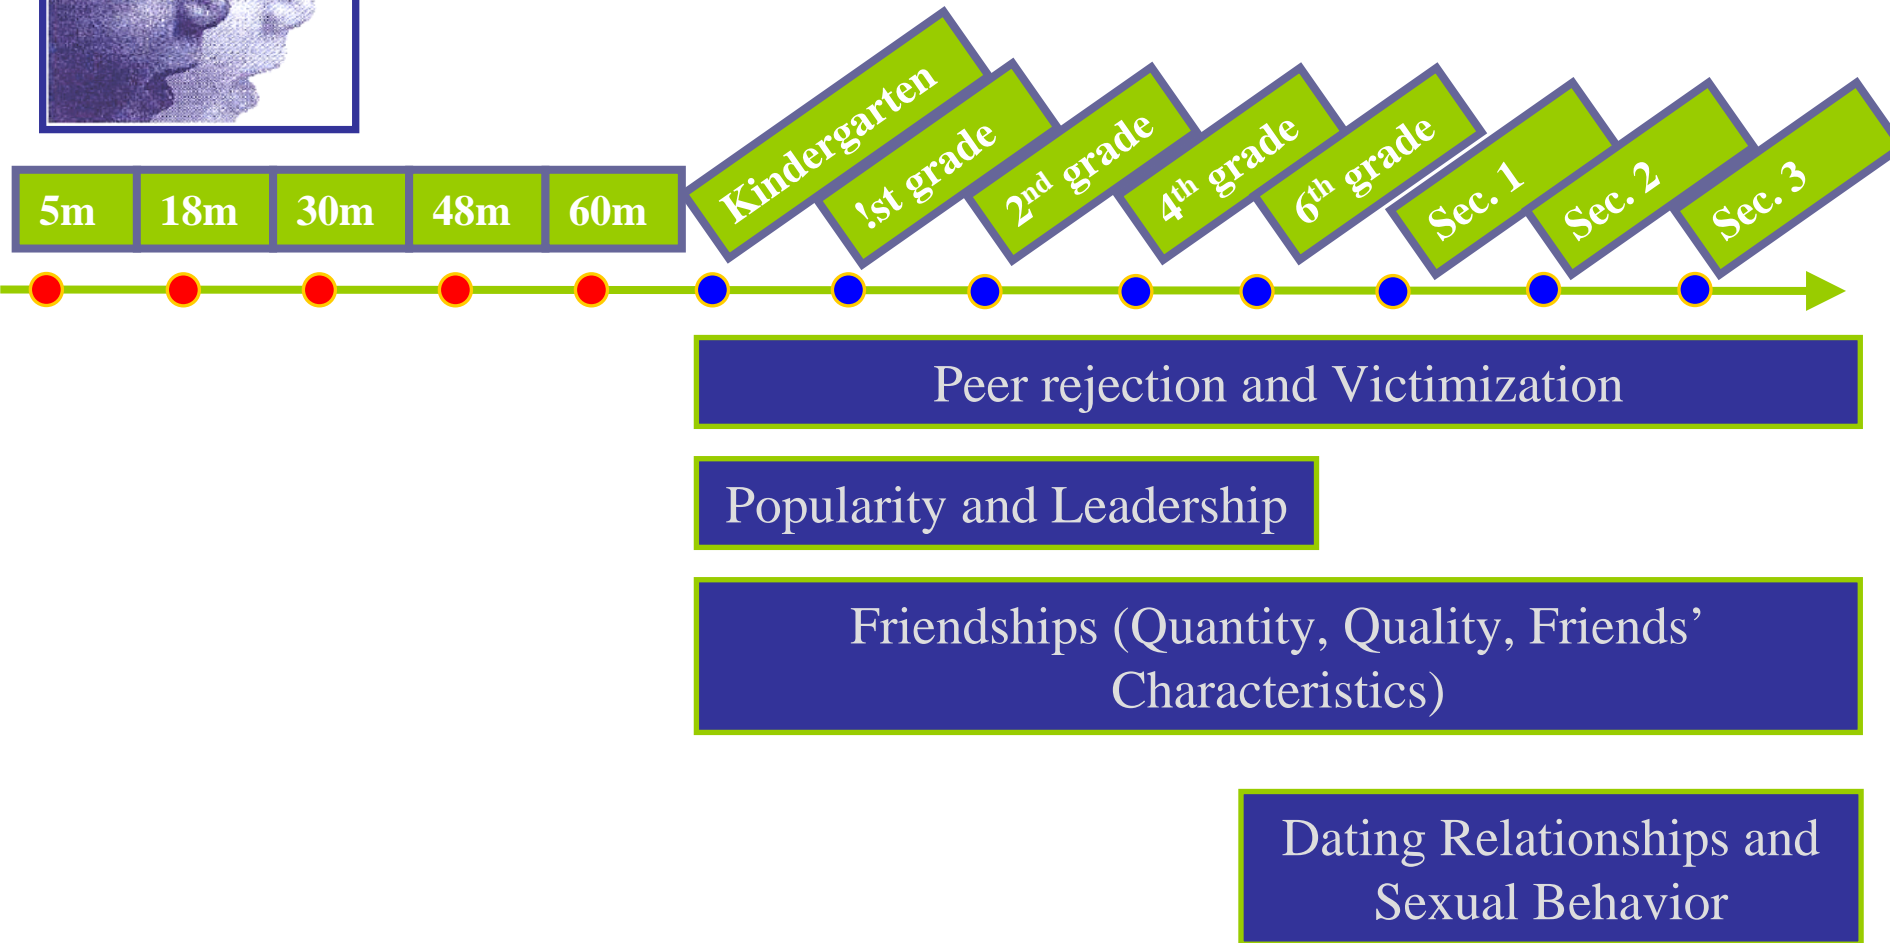 5m
18m
30m
48m
60m
Kindergarten
!st grade
2nd grade
4th grade
6th grade
Sec. 1
Sec. 2
Sec. 3
Peer rejection and Victimization
Popularity and Leadership
Friendships (Quantity, Quality, Friends’
Characteristics)
Dating Relationships and
Sexual Behavior